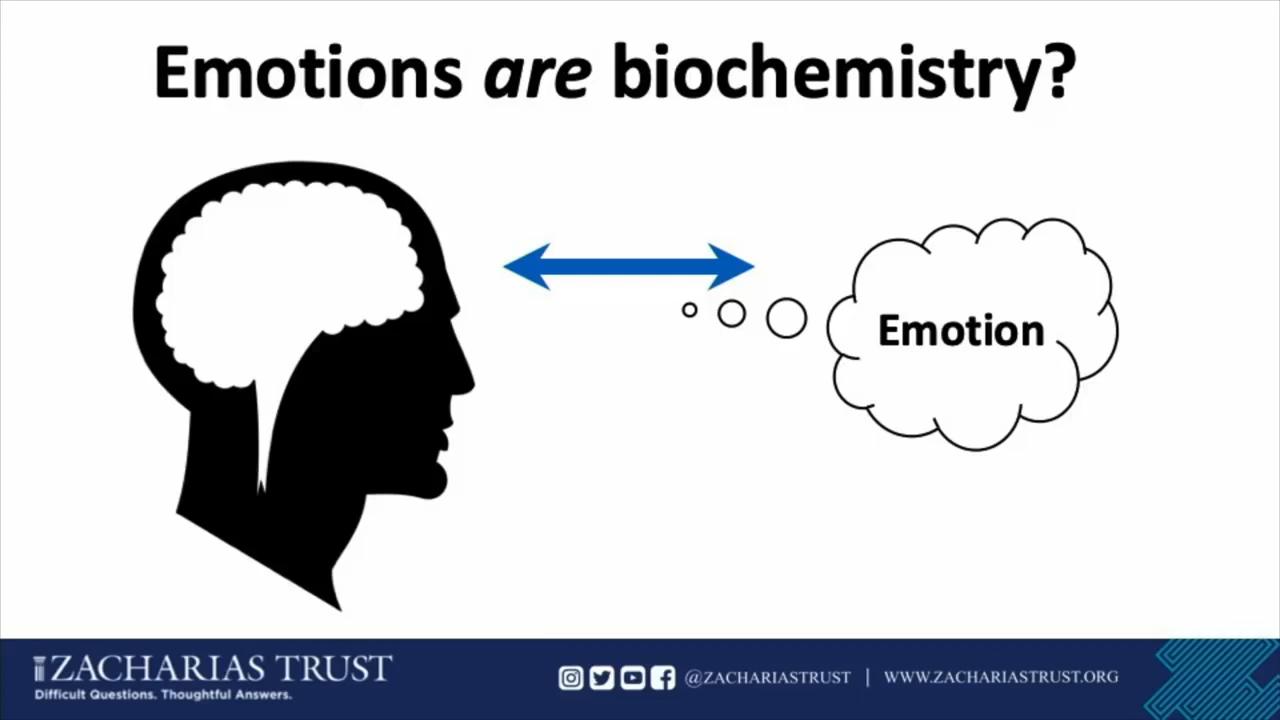 Emotions are biochemistry?
Emotion
ZACHARIAS TRUST
Difficult Questions. Thoughtful Answers.
@ZACHARIASTRUST | WWW.ZACHARIASTRUST.ORG